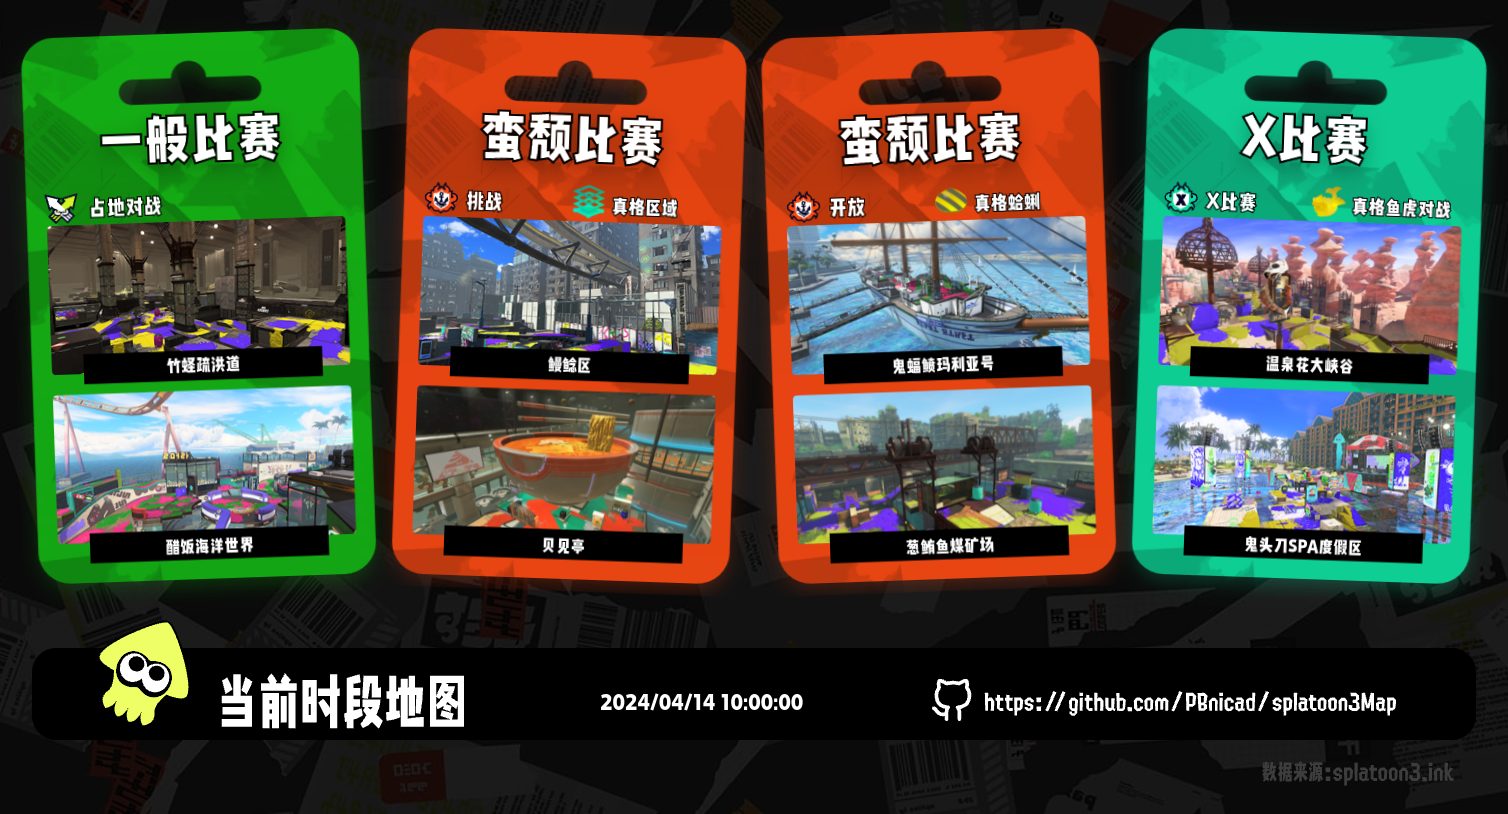 一般比赛
占地对战
竹蛏疏洪道
醋饭海洋世界
蛮颓比赛
挑战
真格区域
鳗鲶区
贝见亭
蛮颓比赛
开放
真格蛤蜊
鬼蝠鲼玛利亚号
葱鲔鱼煤矿场
X比赛
X比赛
真格鱼虎对战
温泉花大峡谷
鬼头刀SPA度假区
当前时段地图
2024/04/14 10:00:00
https://github.com/PBnicad/splatoon3Map
数据来源:splatoon3.ink